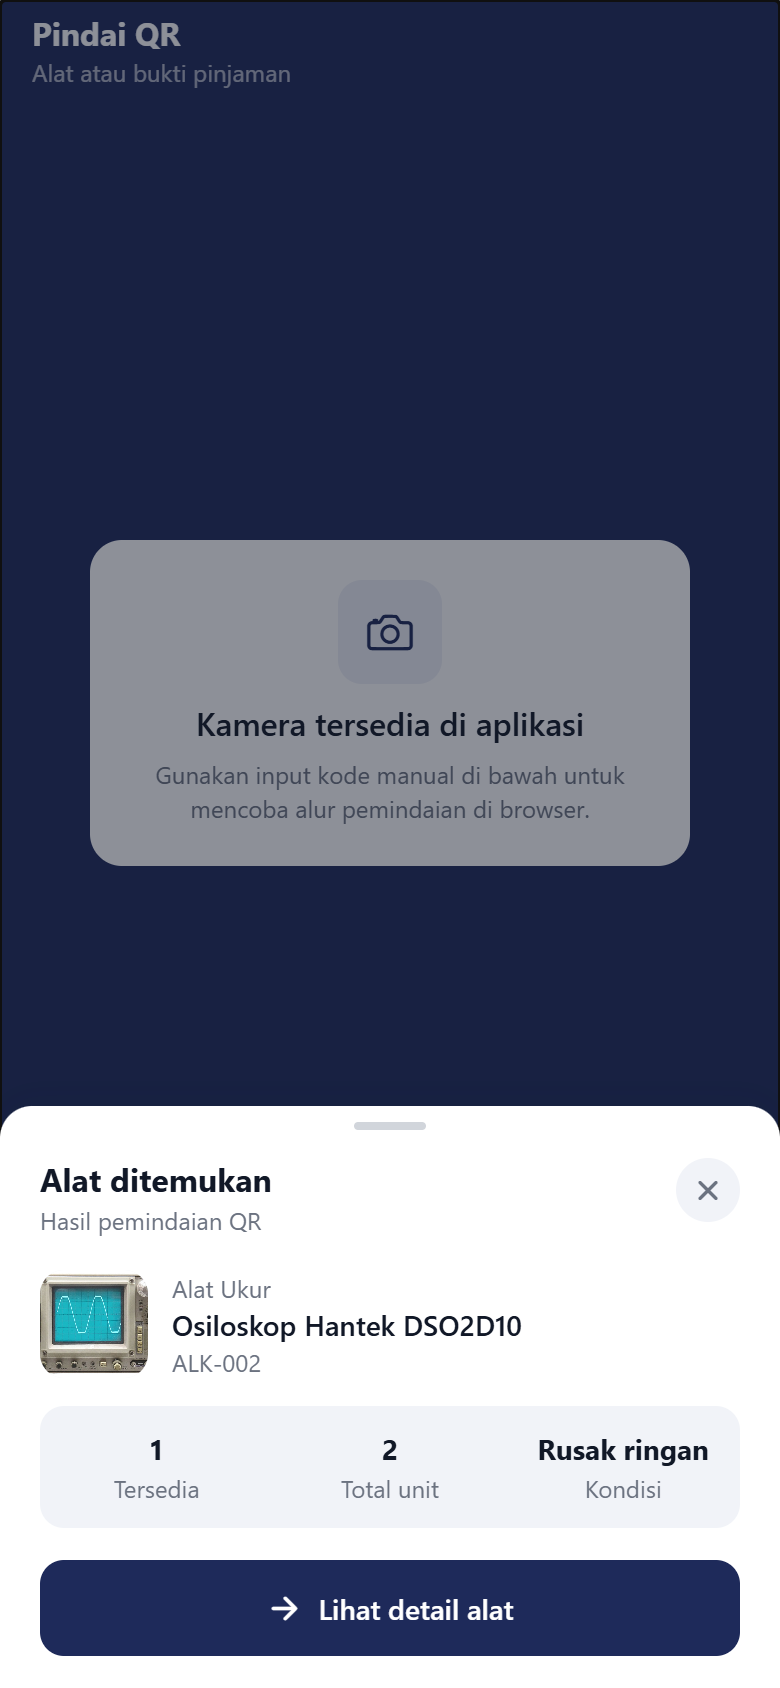 Pindai QR
Alat atau bukti pinjaman
Kamera tersedia di aplikasi
Gunakan input kode manual di bawah untuk
mencoba alur pemindaian di browser.
Alat ditemukan
Hasil pemindaian QR
Alat Ukur
Osiloskop Hantek DSO2D10
ALK-002
1
Tersedia
2
Total unit
Rusak ringan
Kondisi
Lihat detail alat